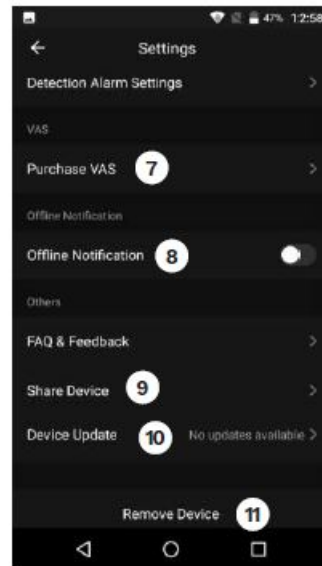 47% 12:58
Settings
Detection Alarm Settings
VAS
Purchase VAS 7
Offline Notification
Offline Notification 8
Others
FAQ & Feedback
Share Device 9
Device Update 10 No updates available
Remove Device 11